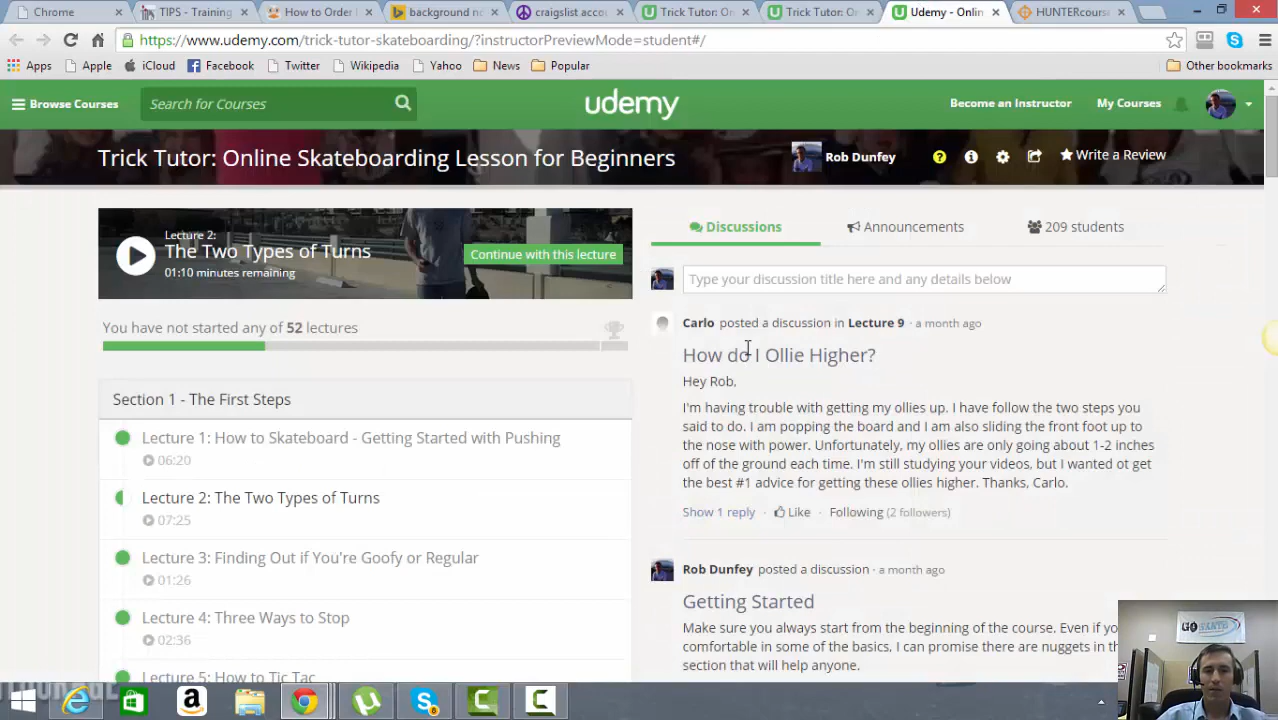 Chrome
TIPS - Training
How to Order
background n
craigslist acco
Trick Tutor: On
Trick Tutor: On
Udemy - Onlin
HUNTERcours
https://www.udemy.com/trick-tutor-skateboarding/?instructorPreviewMode=student#/
Apps Apple iCloud Facebook Twitter Wikipedia Yahoo News Popular Other bookmarks
Browse Courses Search for Courses udemy Become an Instructor My Courses
Trick Tutor: Online Skateboarding Lesson for Beginners Rob Dunfey ? Write a Review
Lecture 2:
The Two Types of Turns
01:10 minutes remaining
Continue with this lecture
You have not started any of 52 lectures
Section 1 - The First Steps
Lecture 1: How to Skateboard - Getting Started with Pushing
06:20
Lecture 2: The Two Types of Turns
07:25
Lecture 3: Finding Out if You're Goofy or Regular
01:26
Lecture 4: Three Ways to Stop
02:36
Lecture 5: How to Tic Tac
Discussions Announcements 209 students
Type your discussion title here and any details below
Carlo posted a discussion in Lecture 9 · a month ago
How do I Ollie Higher?
Hey Rob,
I'm having trouble with getting my ollies up. I have follow the two steps you
said to do. I am popping the board and I am also sliding the front foot up to
the nose with power. Unfortunately, my ollies are only going about 1-2 inches
off of the ground each time. I'm still studying your videos, but I wanted ot get
the best #1 advice for getting these ollies higher. Thanks, Carlo.
Show 1 reply · Like · Following (2 followers)
Rob Dunfey posted a discussion · a month ago
Getting Started
Make sure you always start from the beginning of the course. Even if yo
comfortable in some of the basics, I can promise there are nuggets in th
section that will help anyone.
GO SKATE